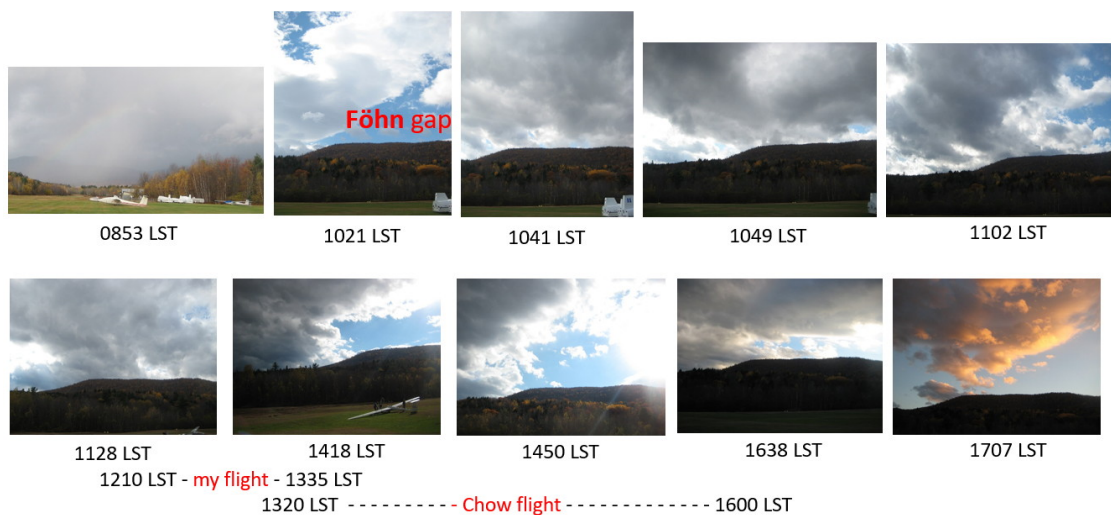 Föhn gap
0853 LST
1021 LST
1041 LST
1049 LST
1102 LST
1128 LST
1418 LST
1450 LST
1638 LST
1707 LST
1210 LST - my flight - 1335 LST
1320 LST - - - - - - - - - - Chow flight - - - - - - - - - - - - - 1600 LST